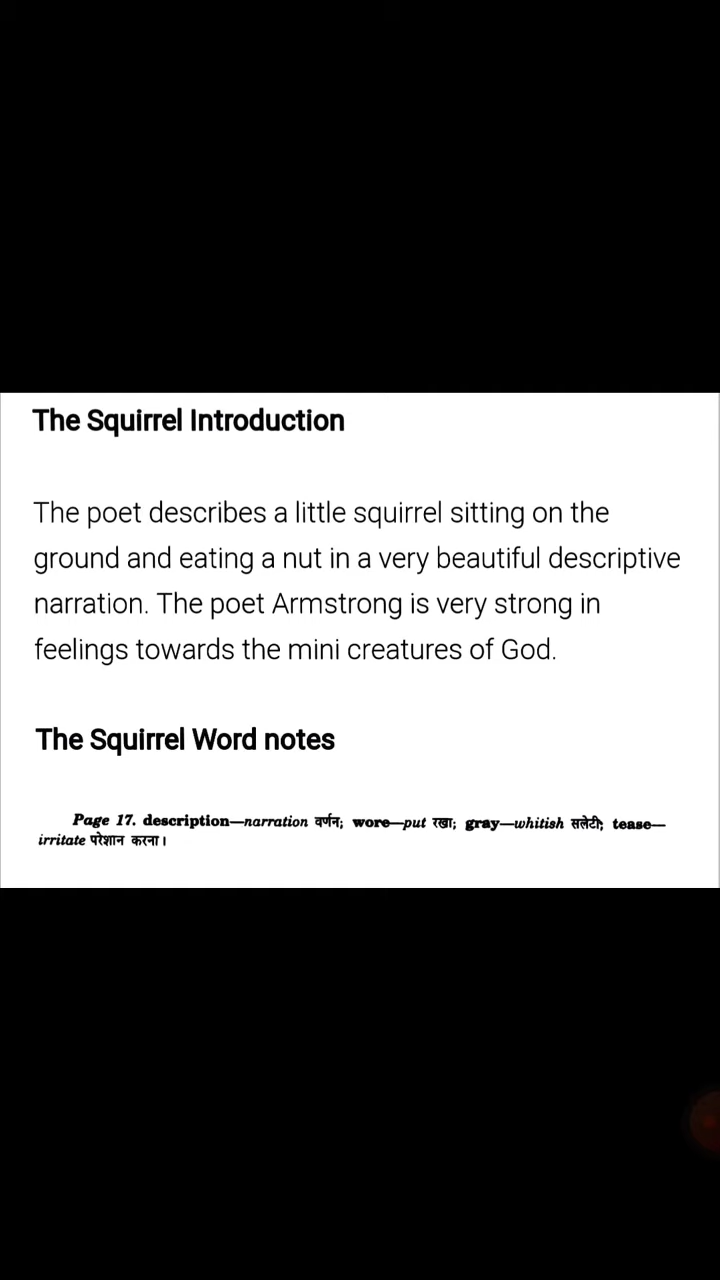 The Squirrel Introduction
The poet describes a little squirrel sitting on the
ground and eating a nut in a very beautiful descriptive
narration. The poet Armstrong is very strong in
feelings towards the mini creatures of God.
The Squirrel Word notes
Page 17. description—narration वर्णन; wore—put रखा; gray—whitish सलेटी; tease—
irritate परेशान करना।